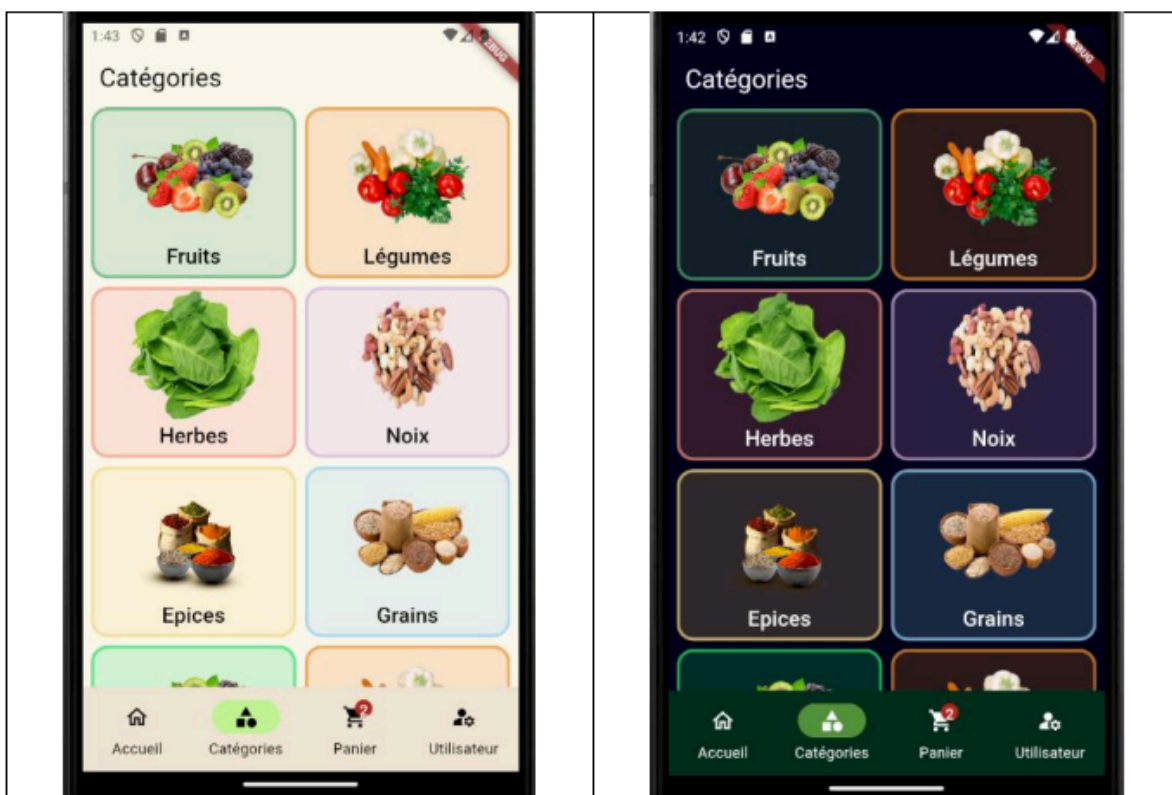 1:43
Catégories
Fruits
Légumes
Herbes
Noix
Epices
Grains
2
Accueil
Catégories
Panier
Utilisateur
1:42
Catégories
Fruits
Légumes
Herbes
Noix
Epices
Grains
2
Accueil
Catégories
Panier
Utilisateur